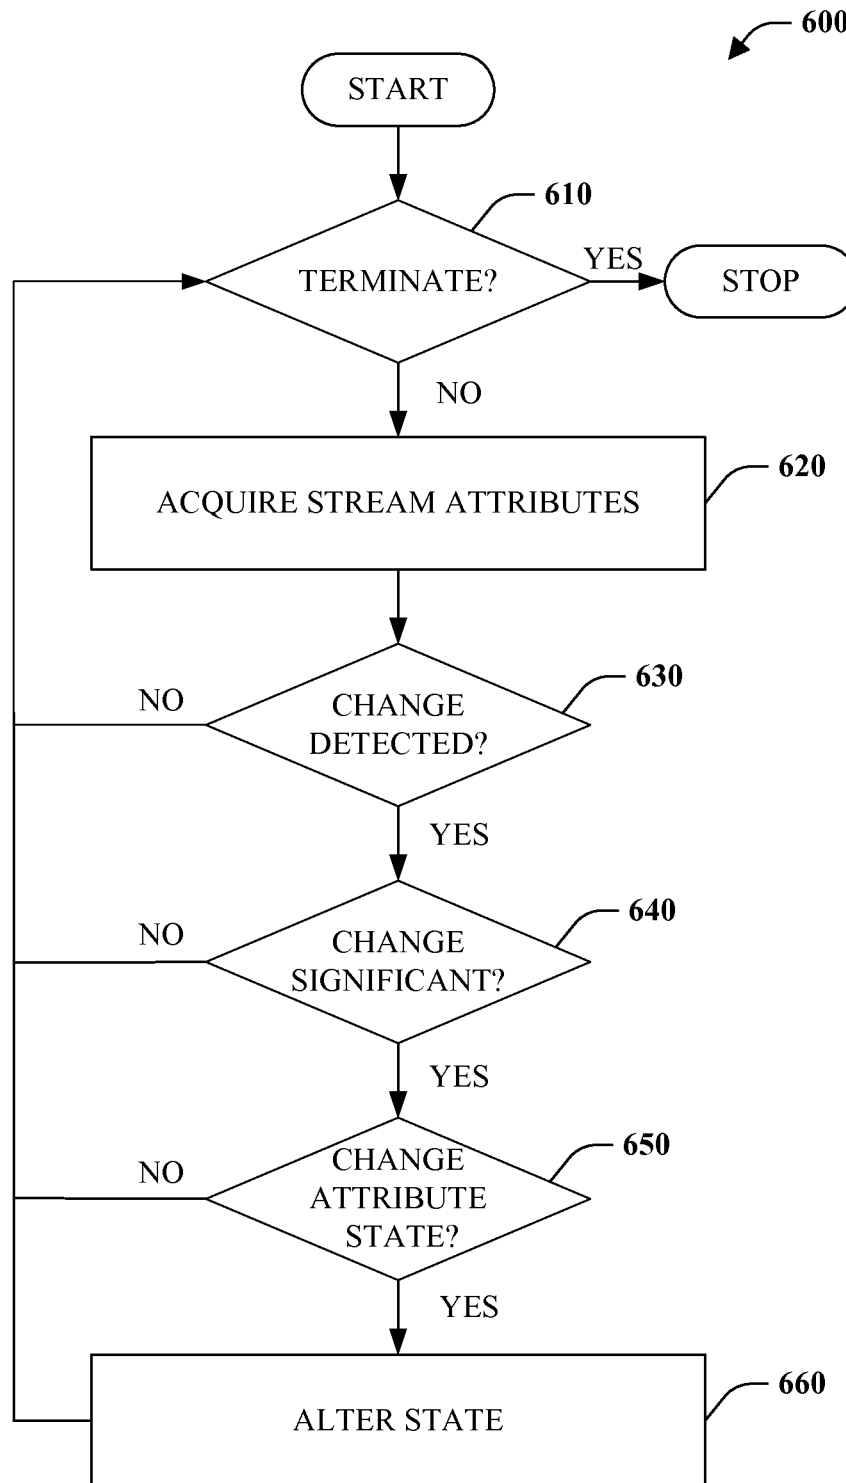 600
START
610
TERMINATE?
YES
STOP
NO
620
ACQUIRE STREAM ATTRIBUTES
630
NO
CHANGE
DETECTED?
YES
640
NO
CHANGE
SIGNIFICANT?
YES
650
NO
CHANGE
ATTRIBUTE
STATE?
YES
660
ALTER STATE